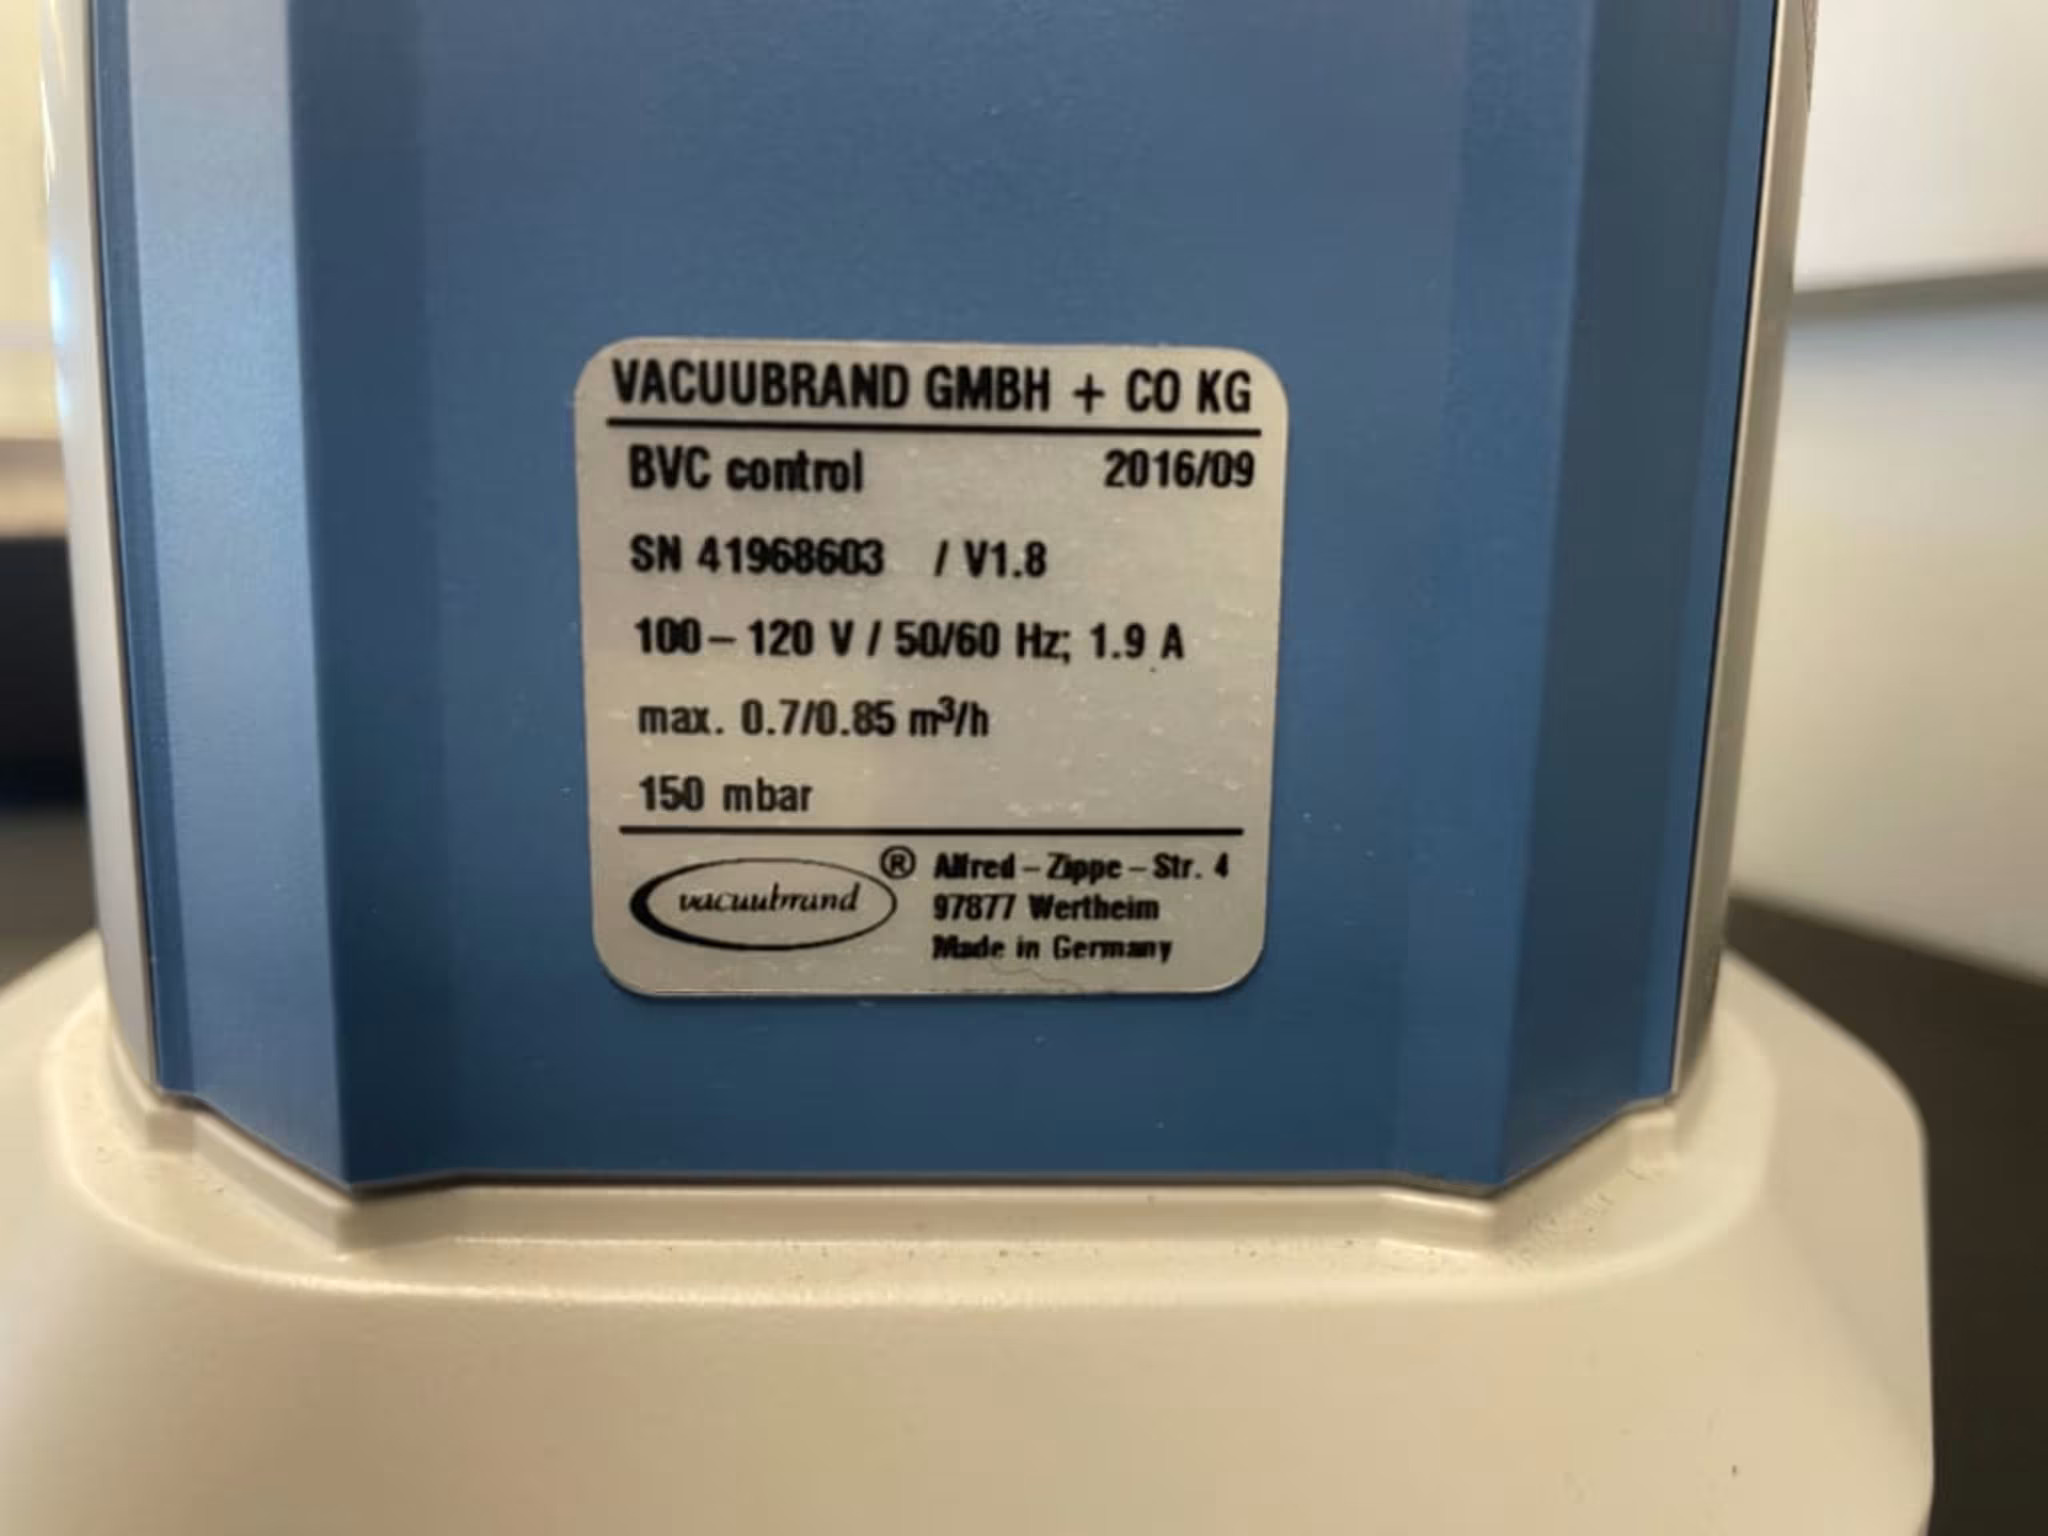 VACUUBRAND GMBH + CO KG
BVC control 2016/09
SN 41968603 / V1.8
100-120 V / 50/60 Hz; 1.9 A
max. 0.7/0.85 m³/h
150 mbar
vacuubrand ® Alfred-Zippe-Str. 4
97877 Wertheim
Made in Germany